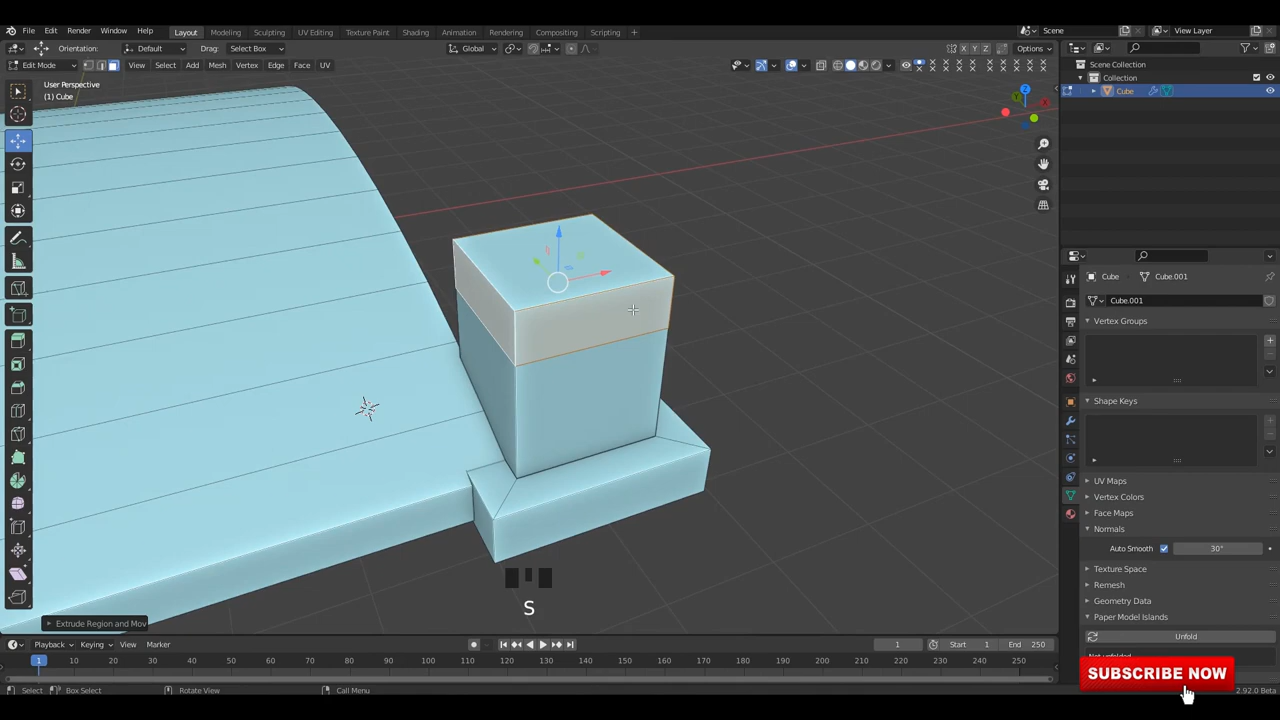 File Edit Render Window Help Layout Modeling Sculpting UV Editing Texture Paint Shading Animation Rendering Compositing Scripting + Scene View Layer
Orientation: Default Drag: Select Box Global X Y Z Options
Edit Mode View Select Add Mesh Vertex Edge Face UV
User Perspective
(1) Cube
Scene Collection
Collection
Cube
Cube Cube.001
Cube.001
Vertex Groups
Shape Keys
UV Maps
Vertex Colors
Face Maps
Normals
Auto Smooth 30°
Texture Space
Remesh
Geometry Data
Paper Model Islands
Unfold
S
Extrude Region and Mov
Playback Keying View Marker 1 Start 1 End 250
1 10 20 30 40 50 60 70 80 90 100 110 120 130 140 150 160 170 180 190 200 210 220 230 240 250
SUBSCRIBE NOW
Select Box Select Rotate View Call Menu 2.92.0 Beta